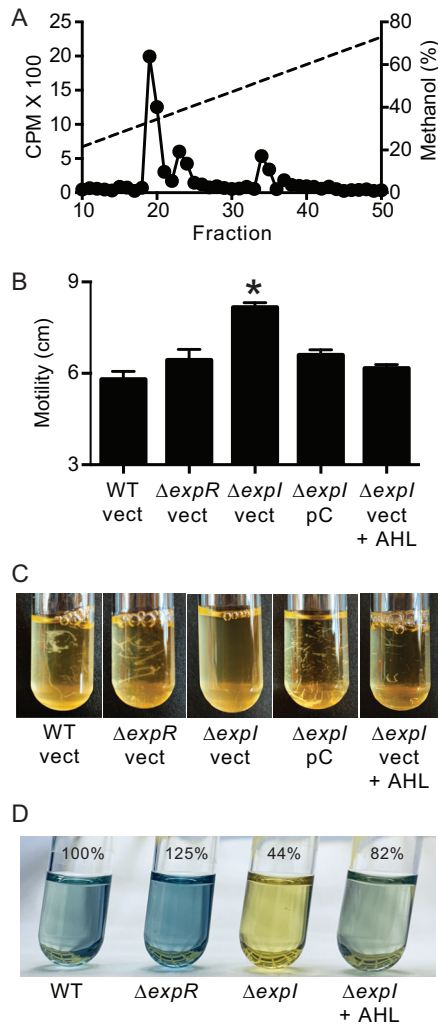 A
CPM X 100
25
20
15
10
5
0
80
60
40
20
0
Methanol (%)
10 20 30 40 50
Fraction
B
Motility (cm)
9
6
3
*
WT vect
ΔexpR vect
ΔexpI vect
ΔexpI pC
ΔexpI vect + AHL
C
WT vect
ΔexpR vect
ΔexpI vect
ΔexpI pC
ΔexpI vect + AHL
D
100% 125% 44% 82%
WT ΔexpR ΔexpI ΔexpI
+ AHL